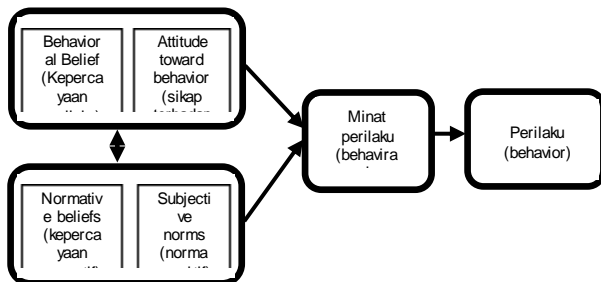 Behavior
al Belief
(Keperca
yaan
Attitude
toward
behavior
(sikap
Minat
perilaku
(behavira
Perilaku
(behavior)
Normativ
e beliefs
(keperca
yaan
Subjecti
ve
norms
(norma